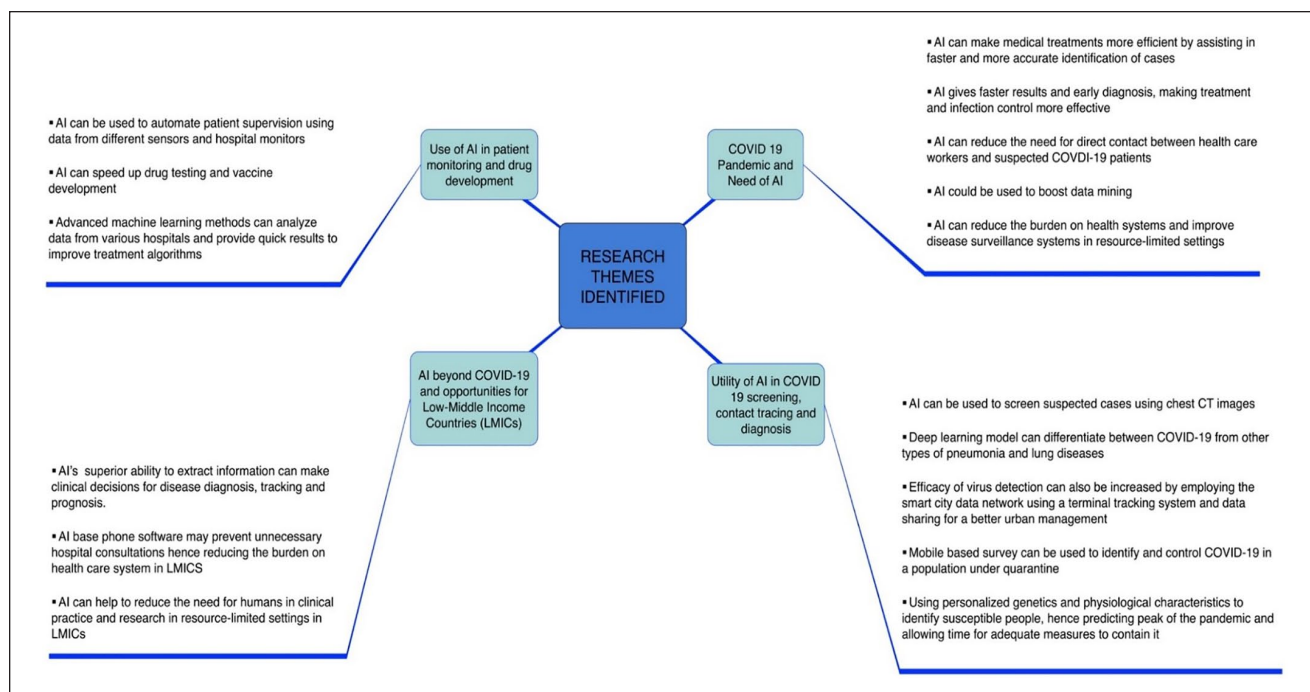 ▪ AI can be used to automate patient supervision using
data from different sensors and hospital monitors
▪ AI can speed up drug testing and vaccine
development
▪ Advanced machine learning methods can analyze
data from various hospitals and provide quick results to
improve treatment algorithms
Use of AI in patient
monitoring and drug
development
COVID 19
Pandemic and
Need of AI
▪ AI can make medical treatments more efficient by assisting in
faster and more accurate identification of cases
▪ AI gives faster results and early diagnosis, making treatment
and infection control more effective
▪ AI can reduce the need for direct contact between health care
workers and suspected COVDI-19 patients
▪ AI could be used to boost data mining
▪ AI can reduce the burden on health systems and improve
disease surveillance systems in resource-limited settings
RESEARCH
THEMES
IDENTIFIED
AI beyond COVID-19
and opportunities for
Low-Middle Income
Countries (LMICs)
Utility of AI in COVID
19 screening,
contact tracing and
diagnosis
▪ AI's superior ability to extract information can make
clinical decisions for disease diagnosis, tracking and
prognosis.
▪ AI base phone software may prevent unnecessary
hospital consultations hence reducing the burden on
health care system in LMICS
▪ AI can help to reduce the need for humans in clinical
practice and research in resource-limited settings in
LMICs
▪ AI can be used to screen suspected cases using chest CT images
▪ Deep learning model can differentiate between COVID-19 from other
types of pneumonia and lung diseases
▪ Efficacy of virus detection can also be increased by employing the
smart city data network using a terminal tracking system and data
sharing for a better urban management
▪ Mobile based survey can be used to identify and control COVID-19 in
a population under quarantine
▪ Using personalized genetics and physiological characteristics to
identify susceptible people, hence predicting peak of the pandemic and
allowing time for adequate measures to contain it